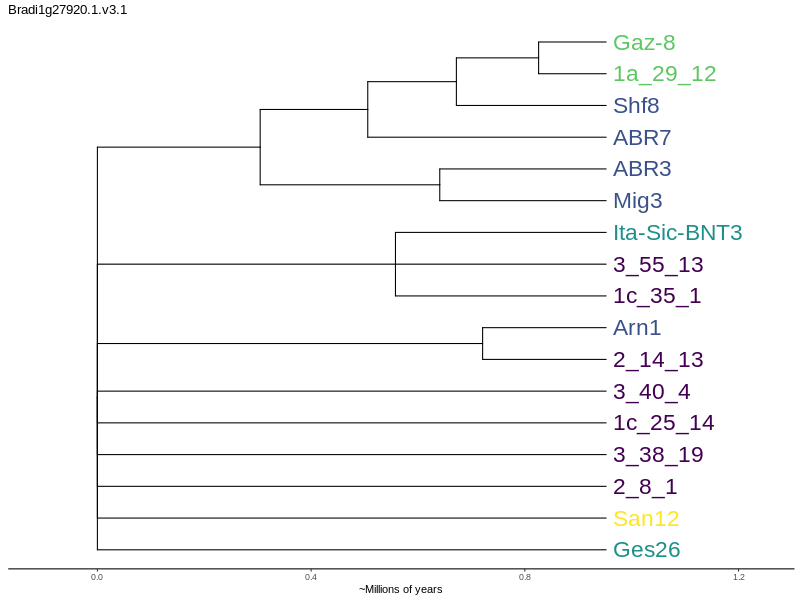 Bradi1g27920.1.v3.1
Gaz-8
1a_29_12
Shf8
ABR7
ABR3
Mig3
Ita-Sic-BNT3
3_55_13
1c_35_1
Arn1
2_14_13
3_40_4
1c_25_14
3_38_19
2_8_1
San12
Ges26
0.0 0.4 0.8 1.2
~Millions of years